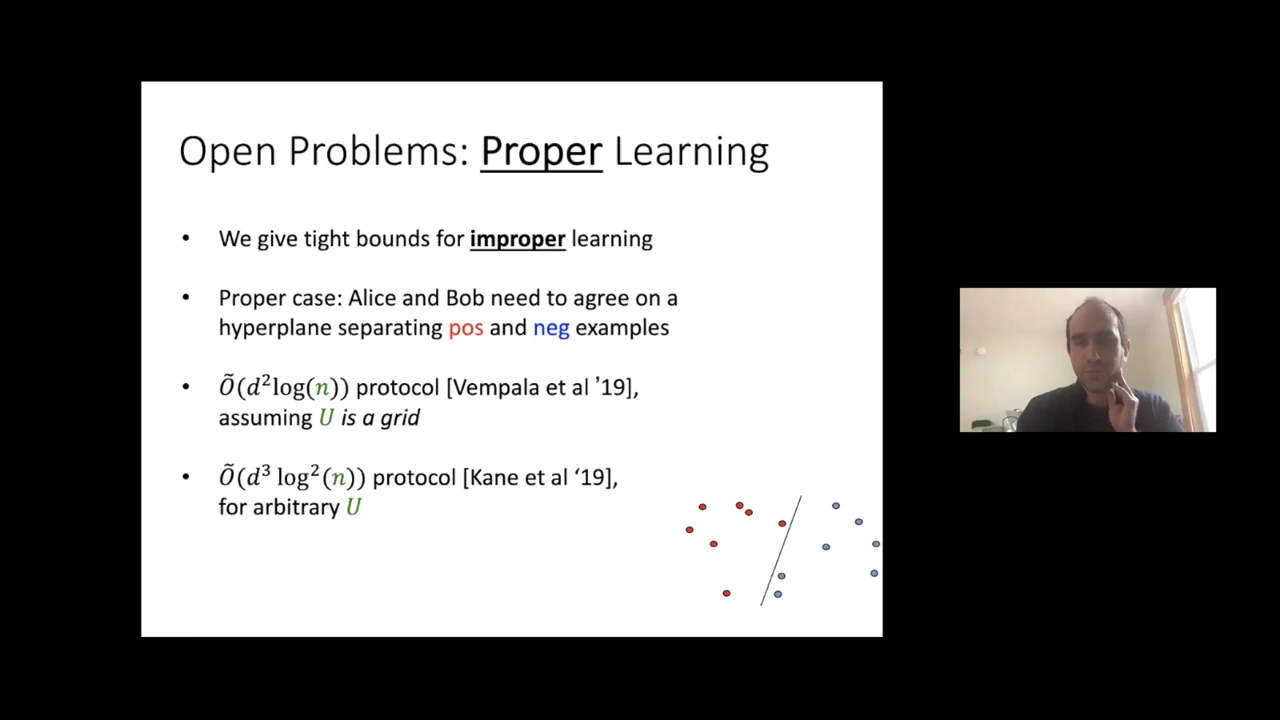 Open Problems: Proper Learning
• We give tight bounds for improper learning
• Proper case: Alice and Bob need to agree on a
hyperplane separating pos and neg examples
• Õ(d²log(n)) protocol [Vempala et al ’19],
assuming U is a grid
• Õ(d³ log²(n)) protocol [Kane et al ‘19],
for arbitrary U